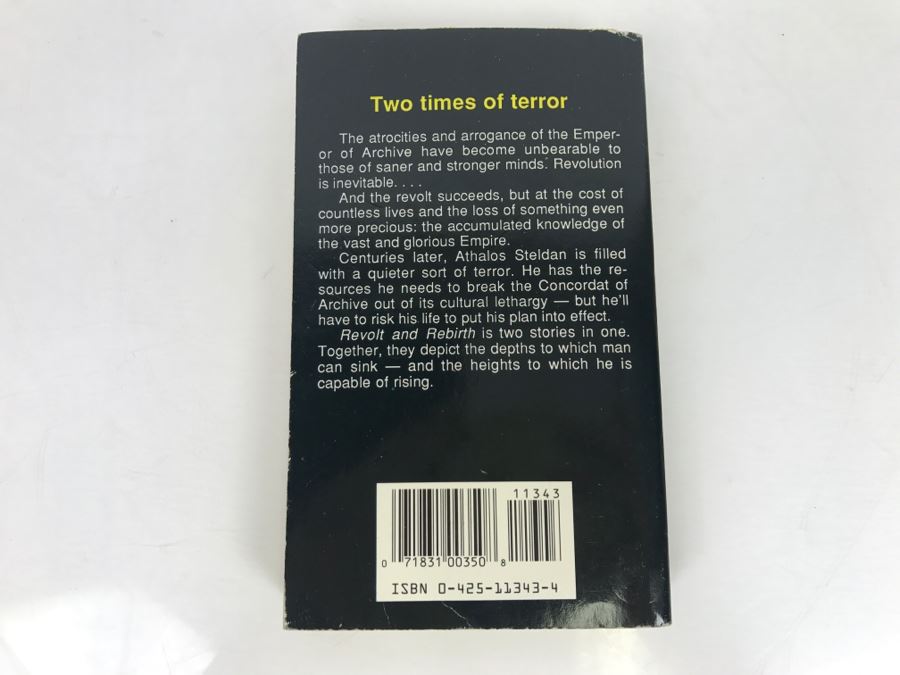 Two times of terror
The atrocities and arrogance of the Emper-
or of Archive have become unbearable to
those of saner and stronger minds. Revolution
is inevitable. . . .
And the revolt succeeds, but at the cost of
countless lives and the loss of something even
more precious: the accumulated knowledge of
the vast and glorious Empire.
Centuries later, Athalos Steldan is filled
with a quieter sort of terror. He has the re-
sources he needs to break the Concordat of
Archive out of its cultural lethargy — but he'll
have to risk his life to put his plan into effect.
Revolt and Rebirth is two stories in one.
Together, they depict the depths to which man
can sink — and the heights to which he is
capable of rising.
11343
0 71831 00350 8
ISBN 0-425-11343-4